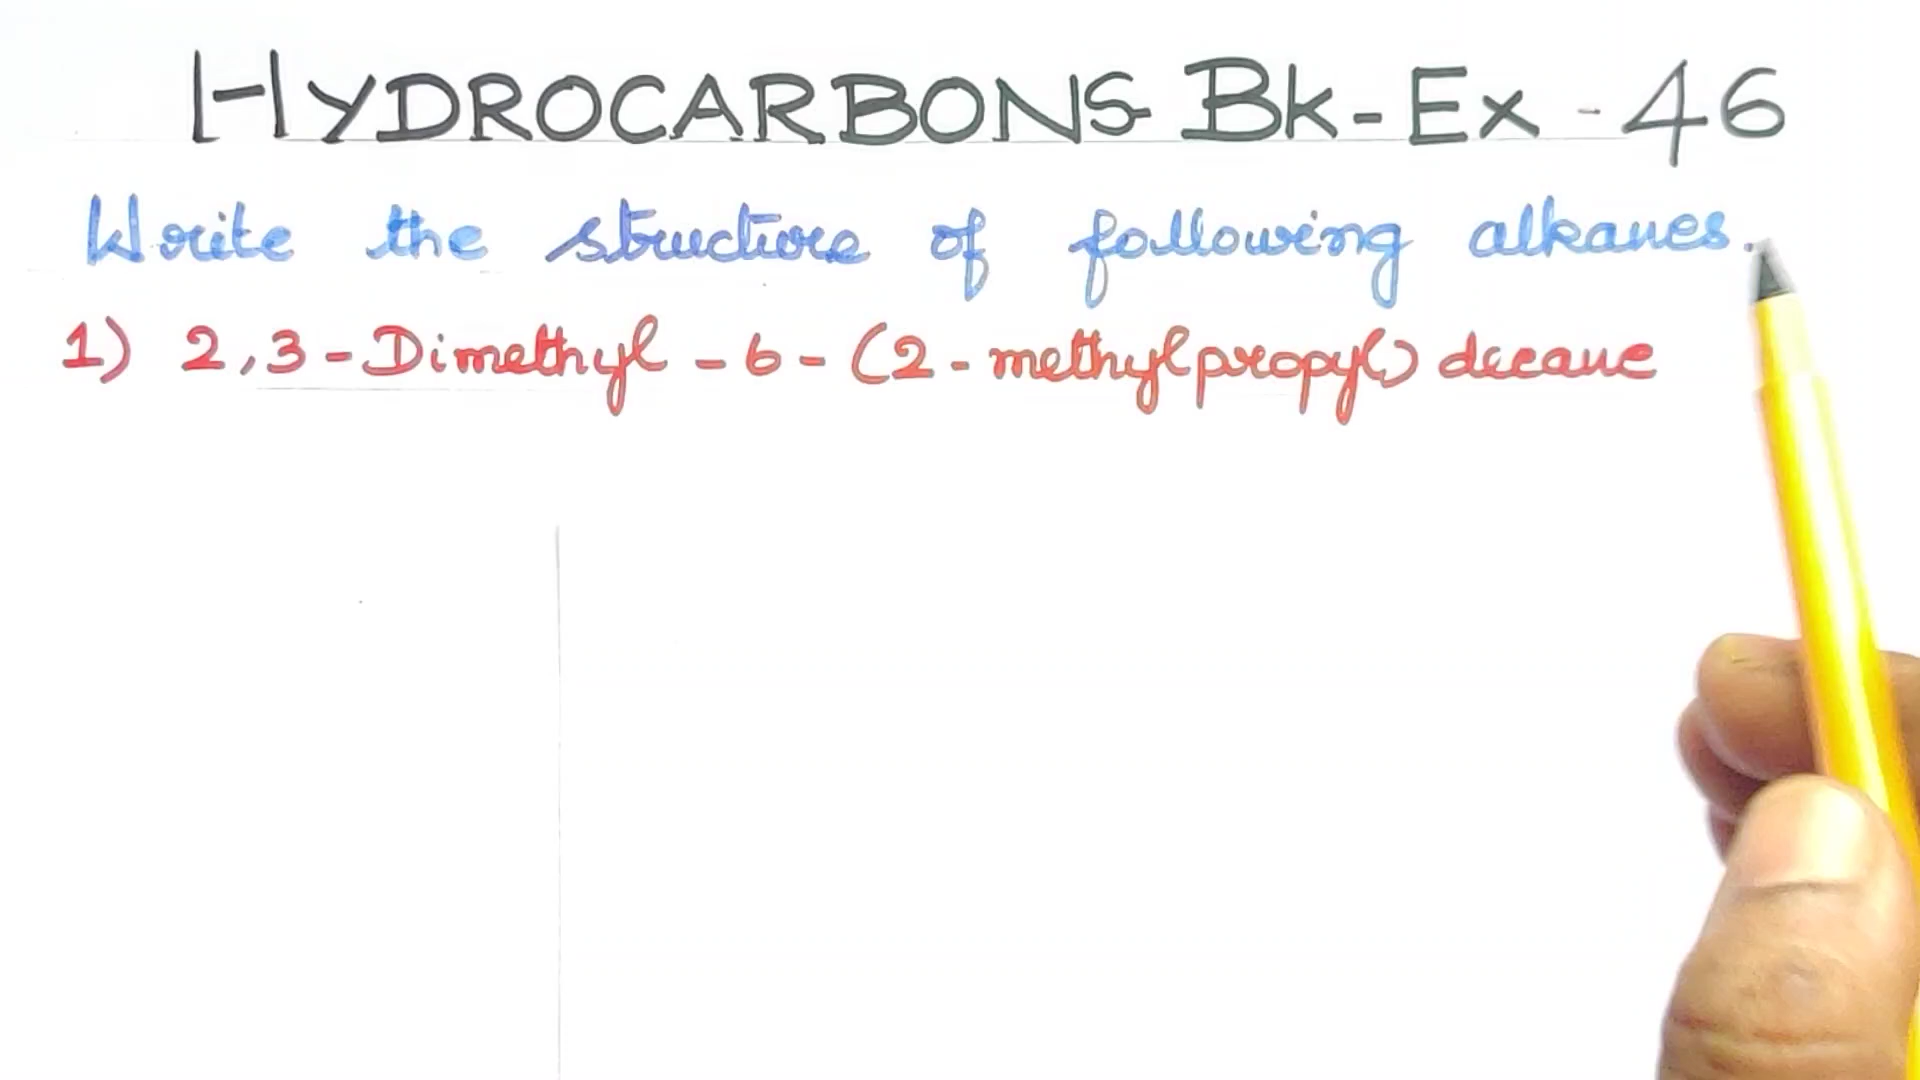 HYDROCARBONS Bk-Ex-46
Write the structure of following alkanes.
1) 2,3-Dimethyl-6-(2-methylpropyl) decane